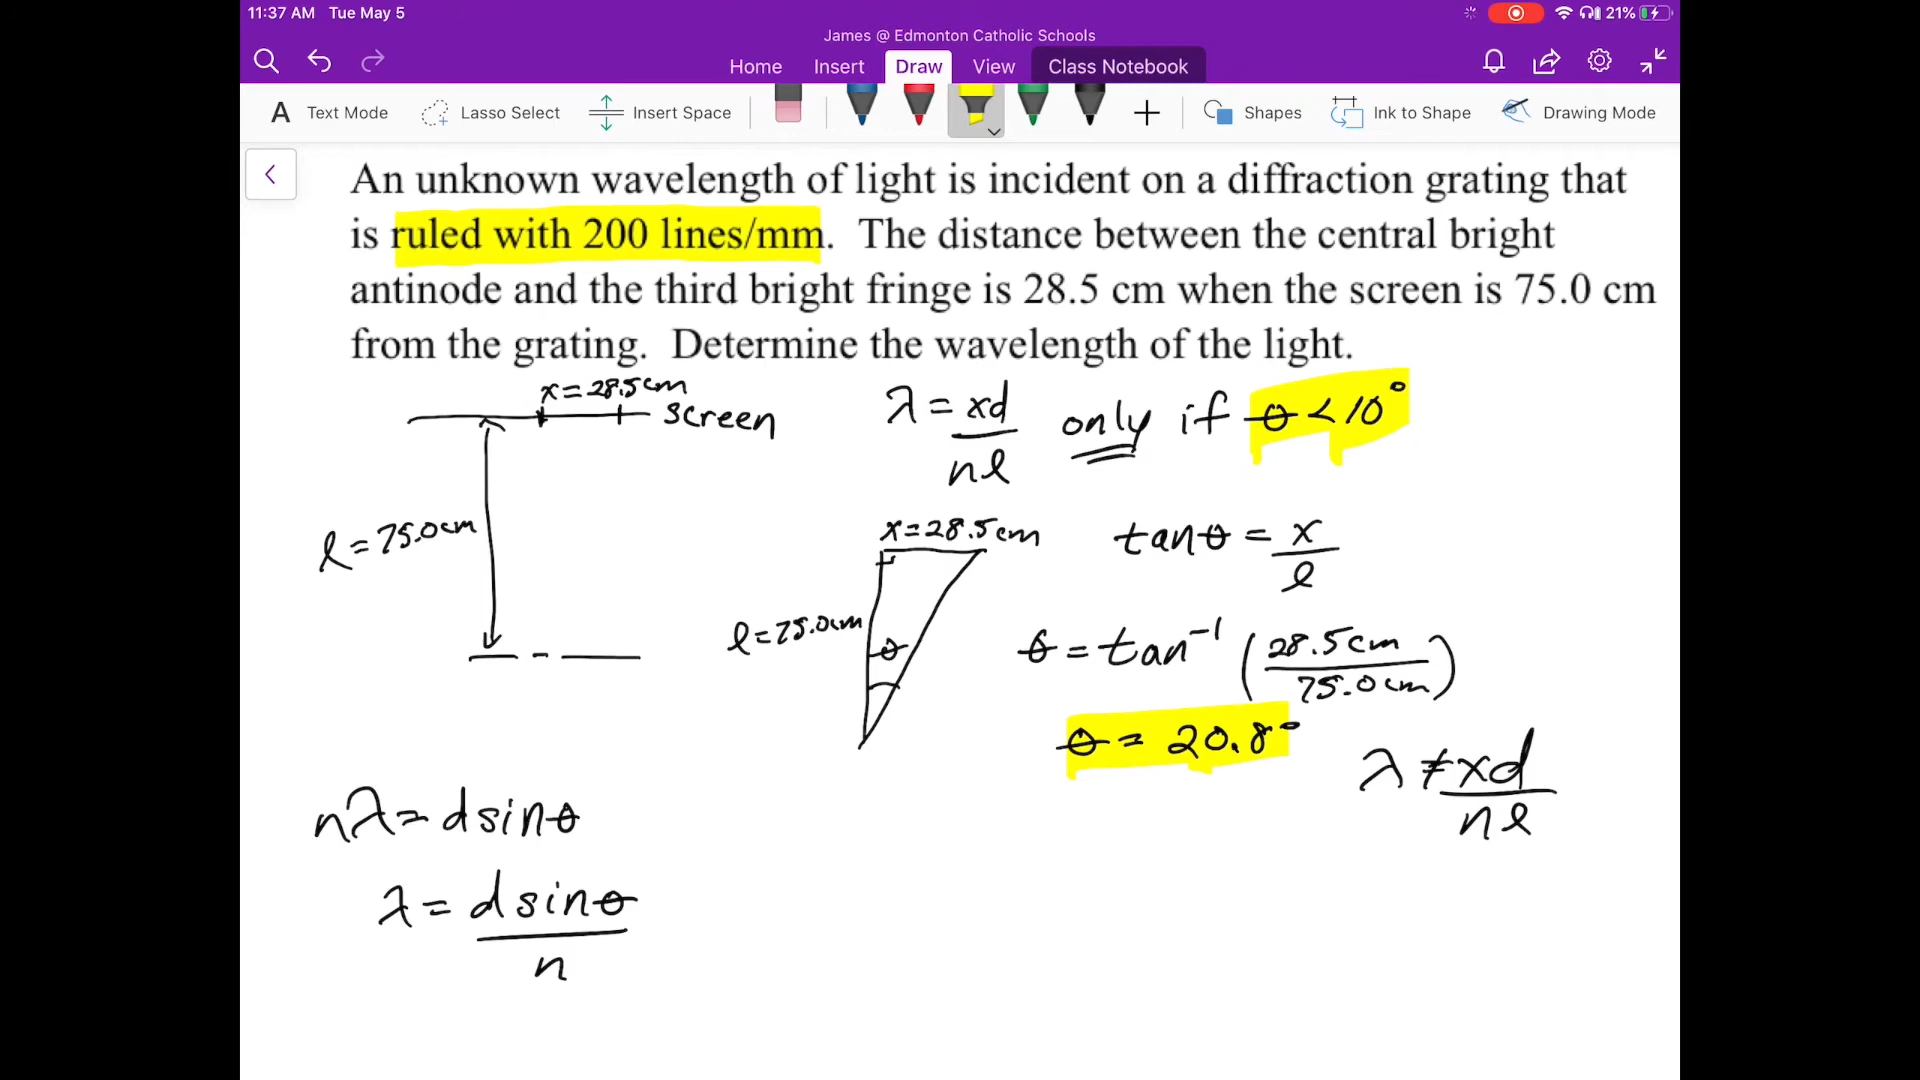 11:37 AM Tue May 5
21%
James @ Edmonton Catholic Schools
Home Insert Draw View Class Notebook
A Text Mode Lasso Select Insert Space Shapes Ink to Shape Drawing Mode
An unknown wavelength of light is incident on a diffraction grating that
is ruled with 200 lines/mm. The distance between the central bright
antinode and the third bright fringe is 28.5 cm when the screen is 75.0 cm
from the grating. Determine the wavelength of the light.
x = 28.5cm
screen
l = 75.0cm
λ = xd / nl only if θ < 10°
x = 28.5cm
l = 75.0cm
θ
tanθ = x / l
θ = tan⁻¹ (28.5cm / 75.0cm)
θ = 20.8°
λ ≠ xd / nl
nλ = dsinθ
λ = dsinθ / n